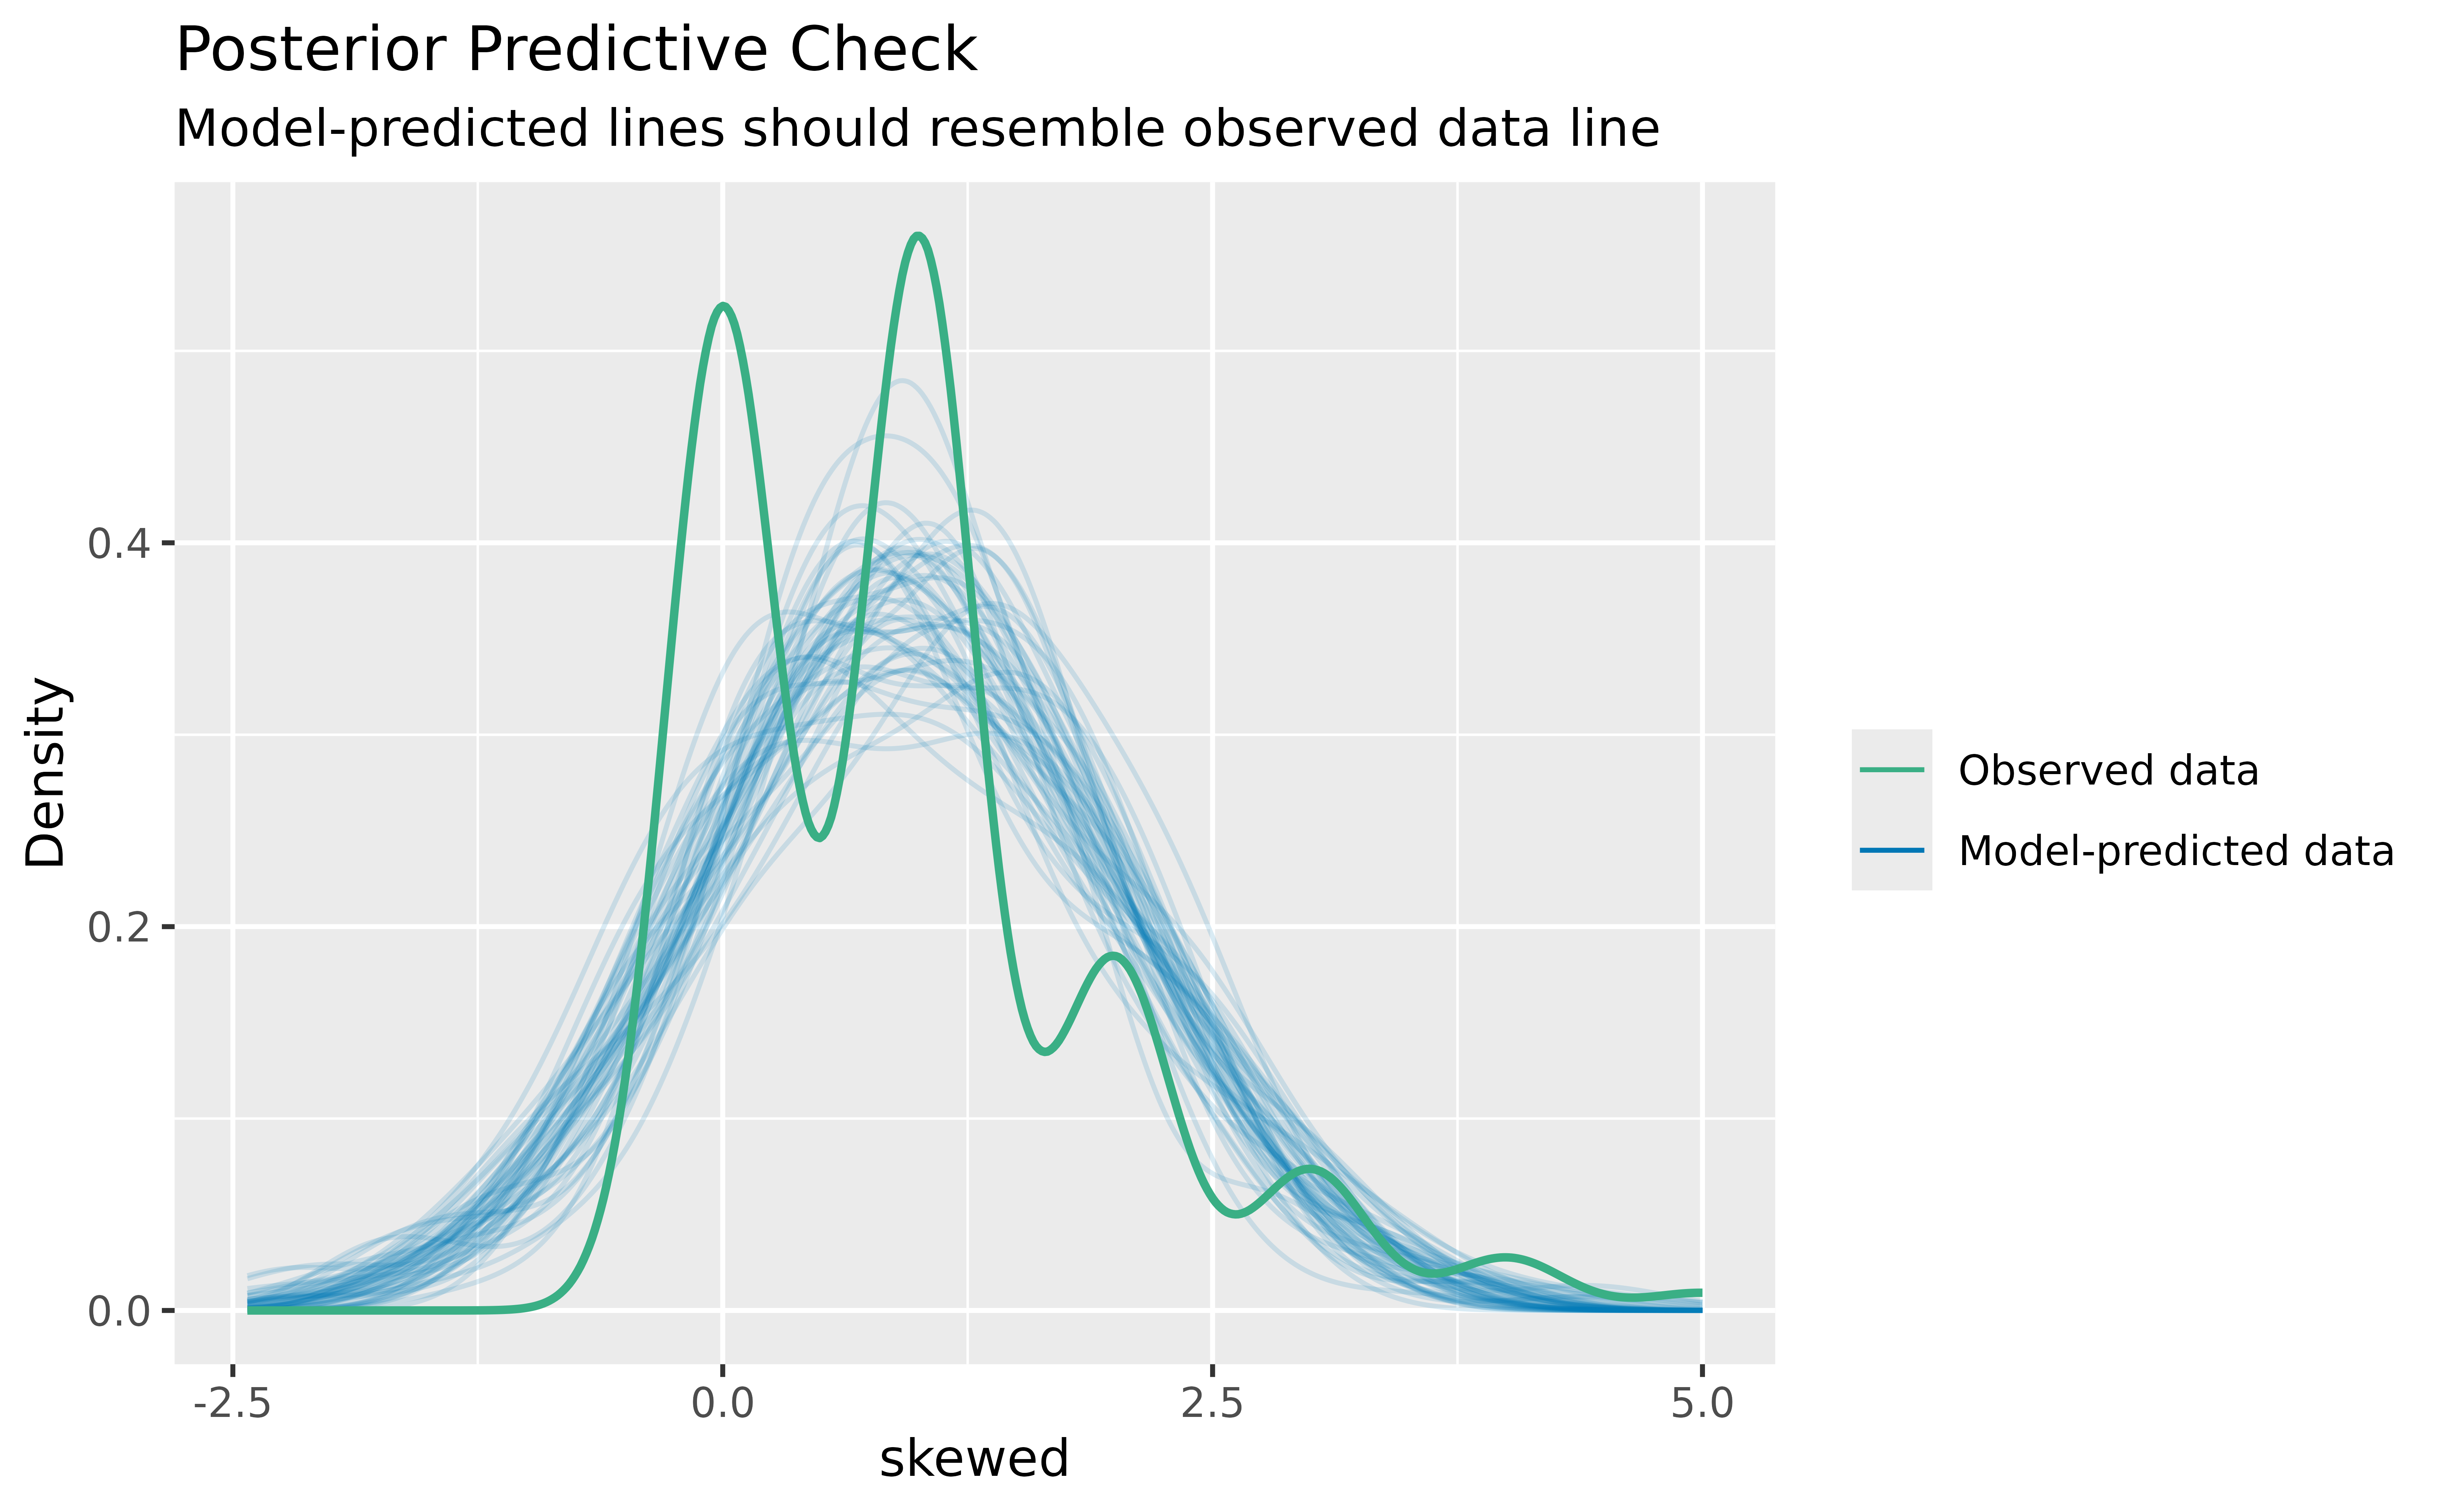 Posterior Predictive Check
Model-predicted lines should resemble observed data line
Density
0.4
0.2
0.0
-2.5
0.0
2.5
5.0
skewed
Observed data
Model-predicted data